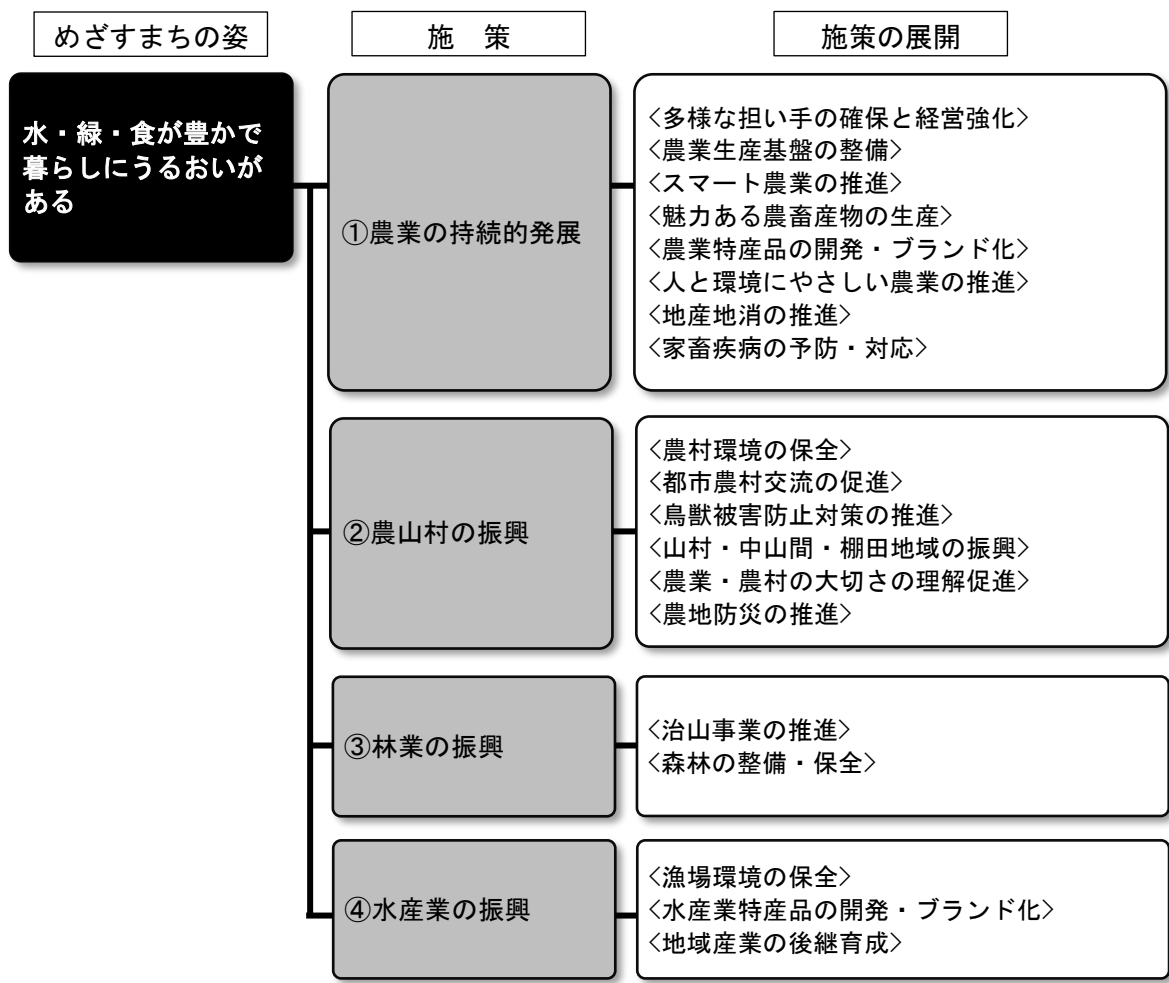 めざすまちの姿
施　策
施策の展開
水・緑・食が豊かで
暮らしにうるおいが
ある
①農業の持続的発展
<多様な担い手の確保と経営強化>
<農業生産基盤の整備>
<スマート農業の推進>
<魅力ある農畜産物の生産>
<農業特産品の開発・ブランド化>
<人と環境にやさしい農業の推進>
<地産地消の推進>
<家畜疾病の予防・対応>
②農山村の振興
<農村環境の保全>
<都市農村交流の促進>
<鳥獣被害防止対策の推進>
<山村・中山間・棚田地域の振興>
<農業・農村の大切さの理解促進>
<農地防災の推進>
③林業の振興
<治山事業の推進>
<森林の整備・保全>
④水産業の振興
<漁場環境の保全>
<水産業特産品の開発・ブランド化>
<地域産業の後継育成>